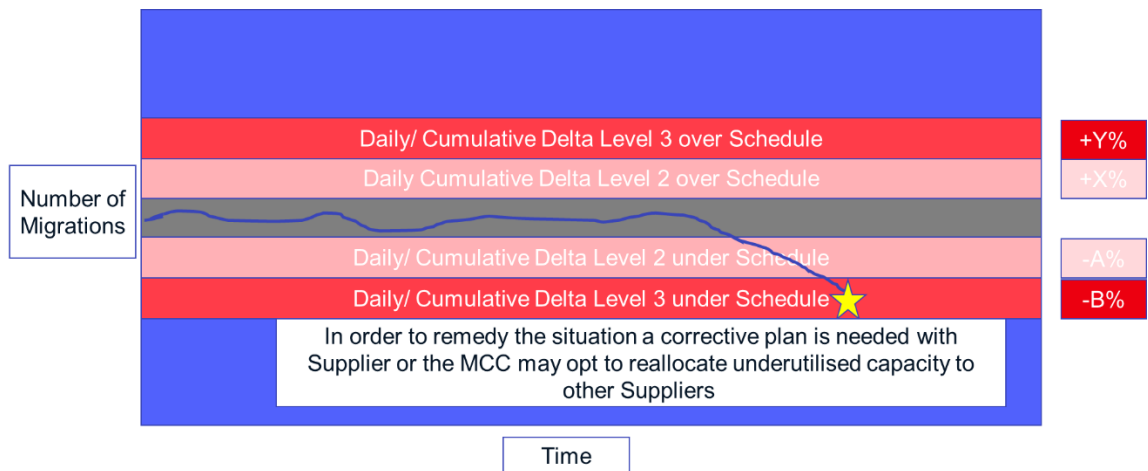 Daily/ Cumulative Delta Level 3 over Schedule
+Y%
Daily Cumulative Delta Level 2 over Schedule
+X%
Number of
Migrations
Daily/ Cumulative Delta Level 2 under Schedule
-A%
Daily/ Cumulative Delta Level 3 under Schedule
-B%
In order to remedy the situation a corrective plan is needed with
Supplier or the MCC may opt to reallocate underutilised capacity to
other Suppliers
Time